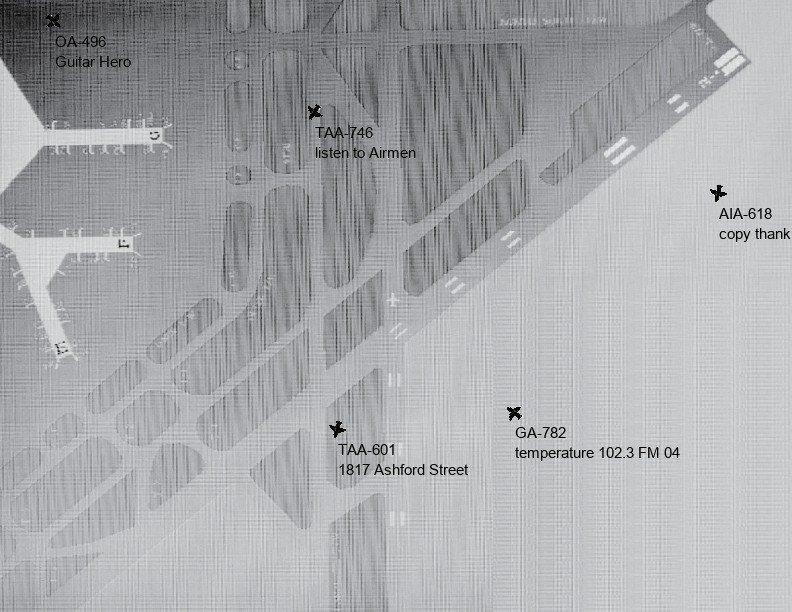 OA-496
Guitar Hero
TAA-746
listen to Airmen
AIA-618
copy thank
GA-782
temperature 102.3 FM 04
TAA-601
1817 Ashford Street